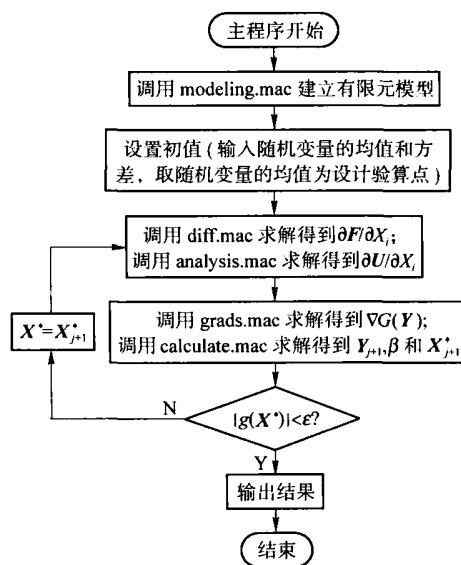 主程序开始
调用 modeling.mac 建立有限元模型
设置初值(输入随机变量的均值和方
差，取随机变量的均值为设计验算点)
调用 diff.mac 求解得到∂F/∂Xᵢ;
调用 analysis.mac 求解得到∂U/∂Xᵢ
调用 grads.mac 求解得到 ∇G(Y);
调用 calculate.mac 求解得到 Yⱼ₊₁,β 和 X*ⱼ₊₁
X*=X*ⱼ₊₁
N
|g(X*)|<ε?
Y
输出结果
结束